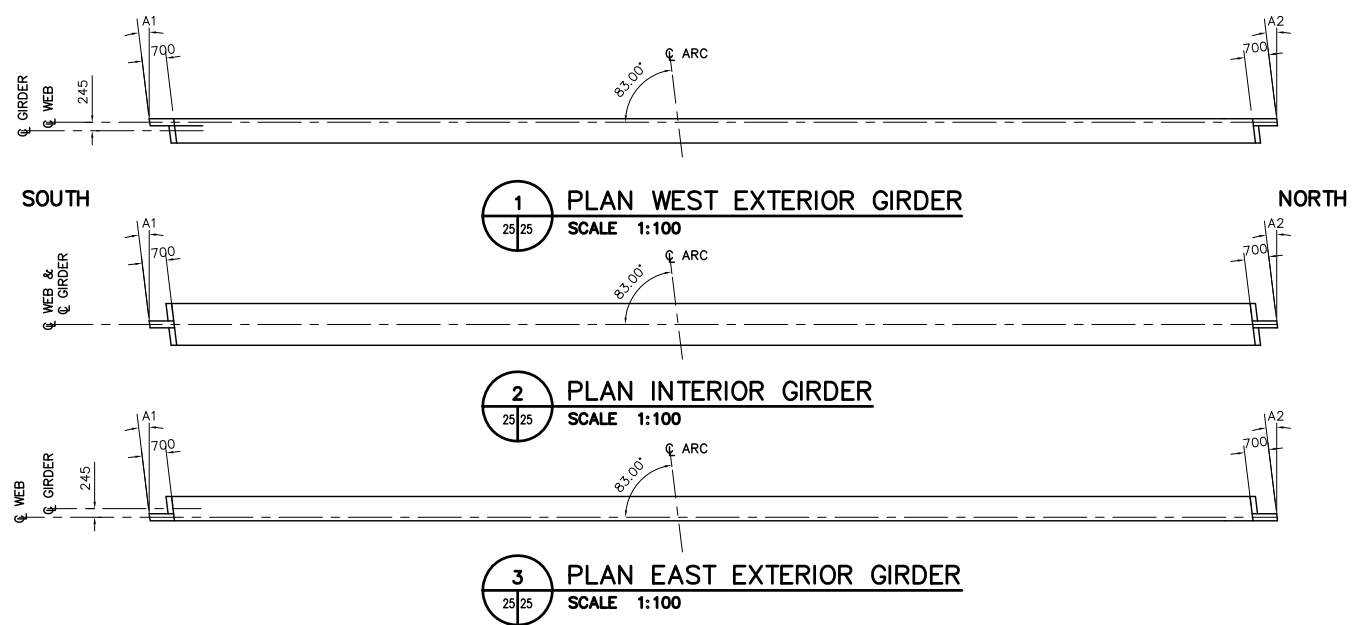 A1
A2
700
700
℄ ARC
83.00°
℄ GIRDER
℄ WEB
245
SOUTH
NORTH
1
25 25
PLAN WEST EXTERIOR GIRDER
SCALE 1:100
A1
A2
700
700
℄ ARC
83.00°
℄ WEB &
℄ GIRDER
2
25 25
PLAN INTERIOR GIRDER
SCALE 1:100
A1
A2
700
700
℄ ARC
83.00°
℄ WEB
℄ GIRDER
245
3
25 25
PLAN EAST EXTERIOR GIRDER
SCALE 1:100